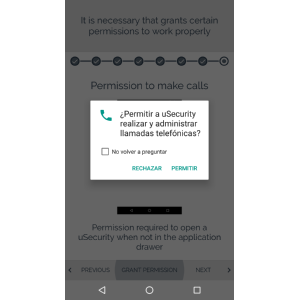 It is necessary that grants certain
permissions to work properly
Permission to make calls
¿Permitir a uSecurity
realizar y administrar
llamadas telefónicas?
No volver a preguntar
RECHAZAR PERMITIR
Permission required to open a
uSecurity when not in the application
drawer
PREVIOUS GRANT PERMISSION NEXT